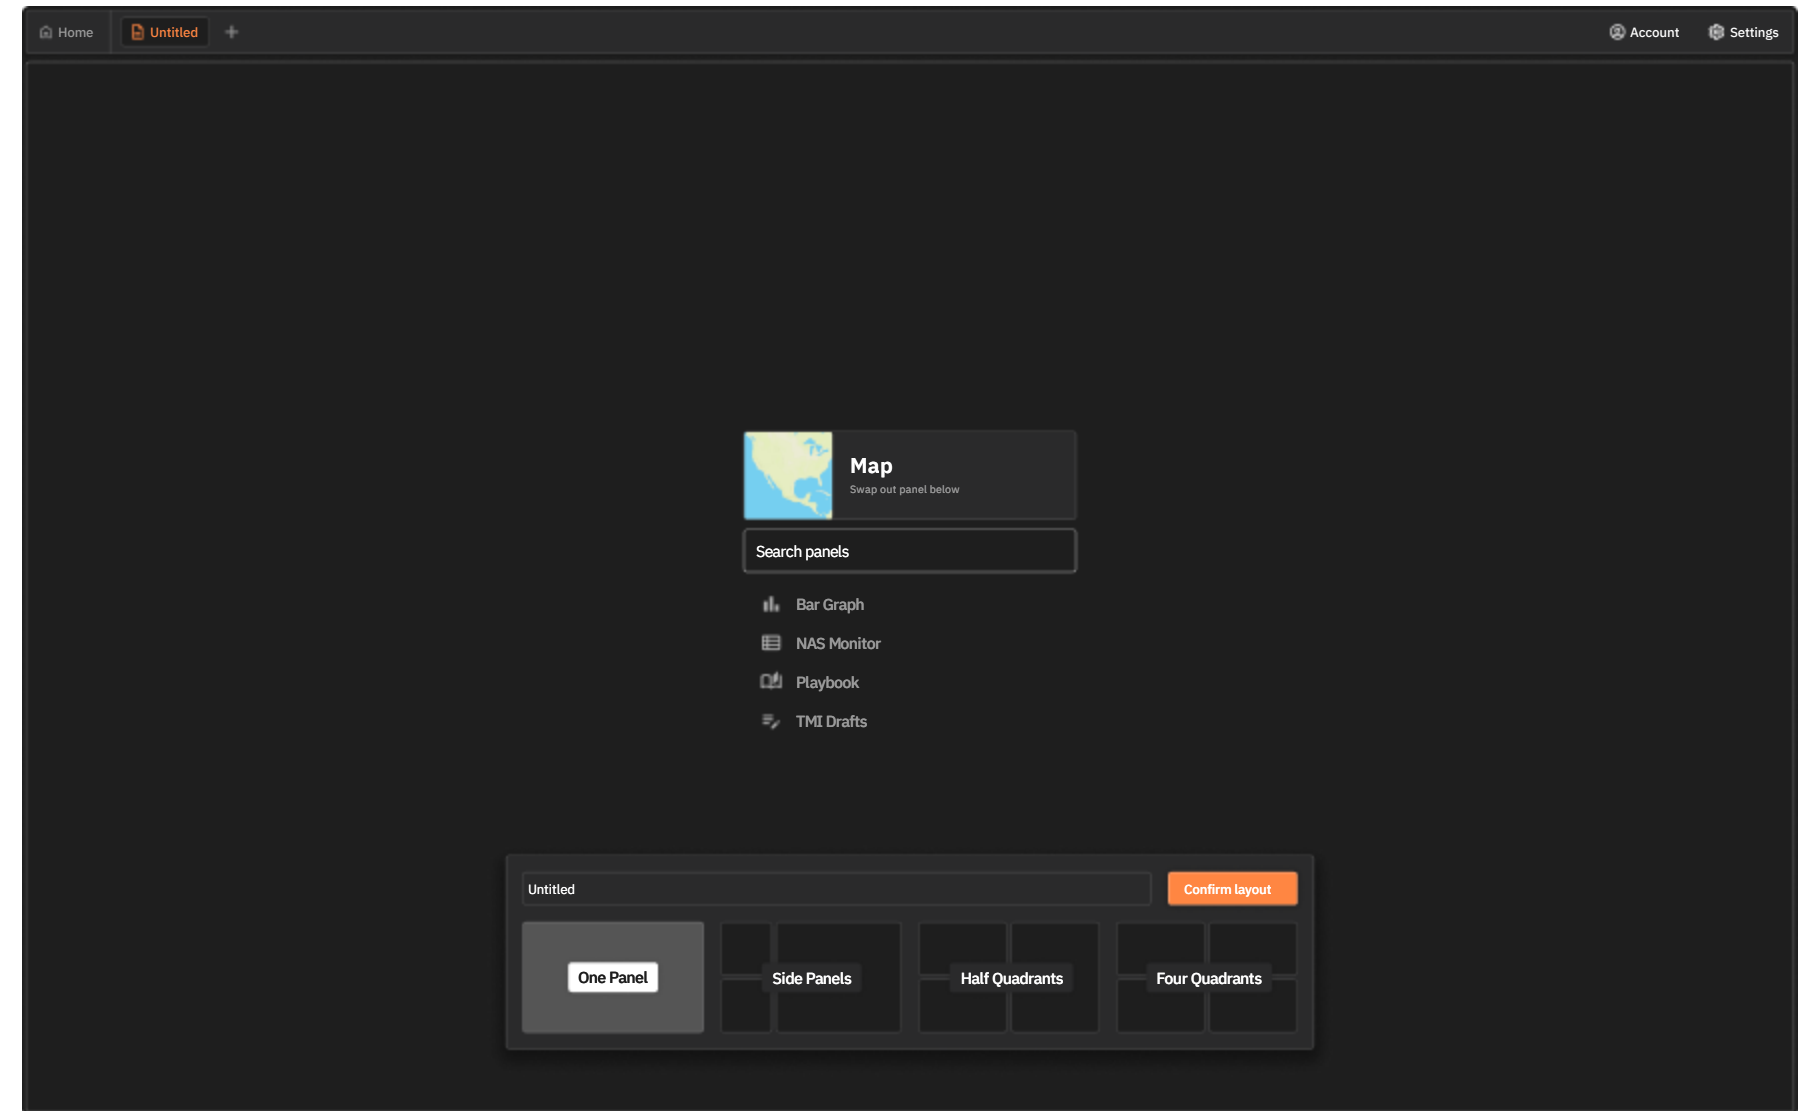 Home
Untitled
Account
Settings
Map
Swap out panel below
Search panels
Bar Graph
NAS Monitor
Playbook
TMI Drafts
Untitled
Confirm layout
One Panel
Side Panels
Half Quadrants
Four Quadrants